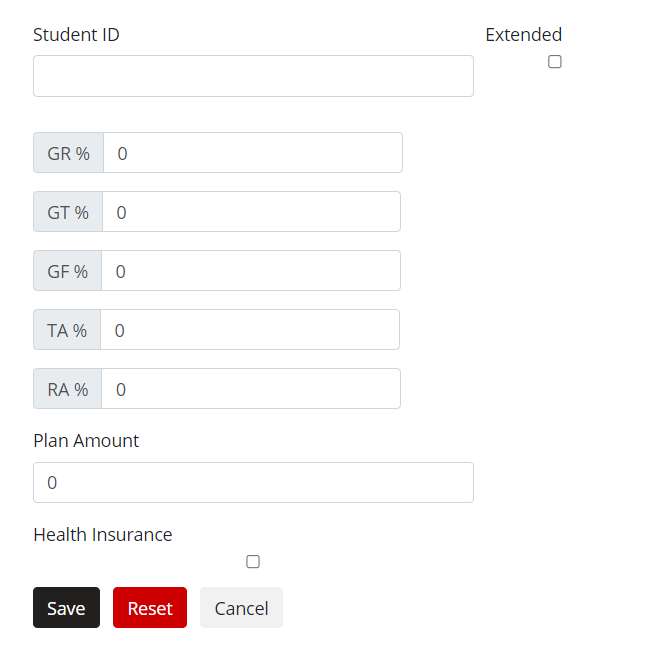 Student ID
Extended
GR % 0
GT % 0
GF % 0
TA % 0
RA % 0
Plan Amount
0
Health Insurance
Save Reset Cancel